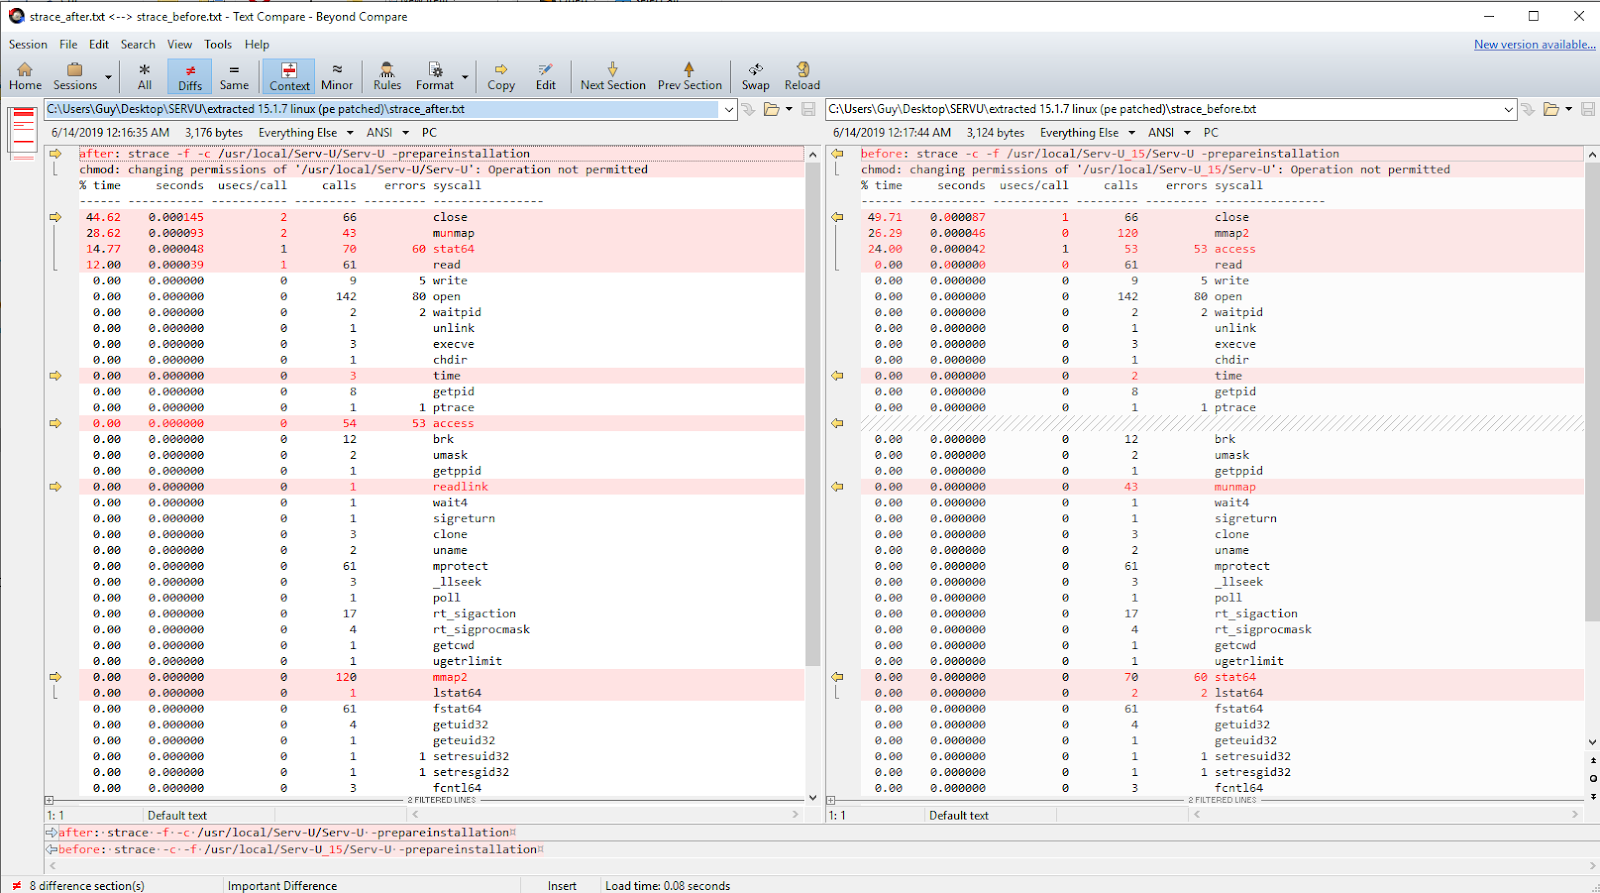 strace_after.txt <--> strace_before.txt - Text Compare - Beyond Compare
Session File Edit Search View Tools Help New version available...
Home Sessions All Diffs Same Context Minor Rules Format Copy Edit Next Section Prev Section Swap Reload
C:\Users\Guy\Desktop\SERVU\extracted 15.1.7 linux (pe patched)\strace_after.txt
6/14/2019 12:16:35 AM 3,176 bytes Everything Else ANSI PC
after: strace -f -c /usr/local/Serv-U/Serv-U -prepareinstallation
chmod: changing permissions of '/usr/local/Serv-U/Serv-U': Operation not permitted
% time seconds usecs/call calls errors syscall
------ ----------- ----------- --------- --------- ----------------
44.62 0.000145 2 66 close
28.62 0.000093 2 43 munmap
14.77 0.000048 1 70 60 stat64
12.00 0.000039 1 61 read
0.00 0.000000 0 9 5 write
0.00 0.000000 0 142 80 open
0.00 0.000000 0 2 2 waitpid
0.00 0.000000 0 1 unlink
0.00 0.000000 0 3 execve
0.00 0.000000 0 1 chdir
0.00 0.000000 0 3 time
0.00 0.000000 0 8 getpid
0.00 0.000000 0 1 1 ptrace
0.00 0.000000 0 54 53 access
0.00 0.000000 0 12 brk
0.00 0.000000 0 2 umask
0.00 0.000000 0 1 getppid
0.00 0.000000 0 1 readlink
0.00 0.000000 0 1 wait4
0.00 0.000000 0 1 sigreturn
0.00 0.000000 0 3 clone
0.00 0.000000 0 2 uname
0.00 0.000000 0 61 mprotect
0.00 0.000000 0 3 _llseek
0.00 0.000000 0 1 poll
0.00 0.000000 0 17 rt_sigaction
0.00 0.000000 0 4 rt_sigprocmask
0.00 0.000000 0 1 getcwd
0.00 0.000000 0 1 ugetrlimit
0.00 0.000000 0 120 mmap2
0.00 0.000000 0 1 lstat64
0.00 0.000000 0 61 fstat64
0.00 0.000000 0 4 getuid32
0.00 0.000000 0 1 geteuid32
0.00 0.000000 0 1 1 setresuid32
0.00 0.000000 0 1 1 setresgid32
0.00 0.000000 0 3 fcntl64
2 FILTERED LINES
1: 1 Default text
C:\Users\Guy\Desktop\SERVU\extracted 15.1.7 linux (pe patched)\strace_before.txt
6/14/2019 12:17:44 AM 3,124 bytes Everything Else ANSI PC
before: strace -c -f /usr/local/Serv-U_15/Serv-U -prepareinstallation
chmod: changing permissions of '/usr/local/Serv-U_15/Serv-U': Operation not permitted
% time seconds usecs/call calls errors syscall
------ ----------- ----------- --------- --------- ----------------
49.71 0.000087 1 66 close
26.29 0.000046 0 120 mmap2
24.00 0.000042 1 53 53 access
0.00 0.000000 0 61 read
0.00 0.000000 0 9 5 write
0.00 0.000000 0 142 80 open
0.00 0.000000 0 2 2 waitpid
0.00 0.000000 0 1 unlink
0.00 0.000000 0 3 execve
0.00 0.000000 0 1 chdir
0.00 0.000000 0 2 time
0.00 0.000000 0 8 getpid
0.00 0.000000 0 1 1 ptrace
0.00 0.000000 0 12 brk
0.00 0.000000 0 2 umask
0.00 0.000000 0 1 getppid
0.00 0.000000 0 43 munmap
0.00 0.000000 0 1 wait4
0.00 0.000000 0 1 sigreturn
0.00 0.000000 0 3 clone
0.00 0.000000 0 2 uname
0.00 0.000000 0 61 mprotect
0.00 0.000000 0 3 _llseek
0.00 0.000000 0 1 poll
0.00 0.000000 0 17 rt_sigaction
0.00 0.000000 0 4 rt_sigprocmask
0.00 0.000000 0 1 getcwd
0.00 0.000000 0 1 ugetrlimit
0.00 0.000000 0 70 60 stat64
0.00 0.000000 0 2 2 lstat64
0.00 0.000000 0 61 fstat64
0.00 0.000000 0 4 getuid32
0.00 0.000000 0 1 geteuid32
0.00 0.000000 0 1 1 setresuid32
0.00 0.000000 0 1 1 setresgid32
0.00 0.000000 0 3 fcntl64
2 FILTERED LINES
1: 1 Default text
after:·strace·-f·-c·/usr/local/Serv-U/Serv-U·-prepareinstallation¤
before:·strace·-c·-f·/usr/local/Serv-U_15/Serv-U·-prepareinstallation¤
8 difference section(s) Important Difference Insert Load time: 0.08 seconds